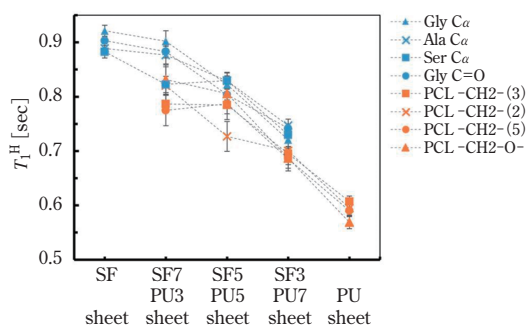 0.9
0.8
0.7
0.6
0.5
T₁ᴴ [sec]
SF SF7 SF5 SF3
PU3 PU5 PU7 PU
sheet sheet sheet sheet sheet
Gly Cα
Ala Cα
Ser Cα
Gly C=O
PCL -CH2-(3)
PCL -CH2-(2)
PCL -CH2-(5)
PCL -CH2-O-